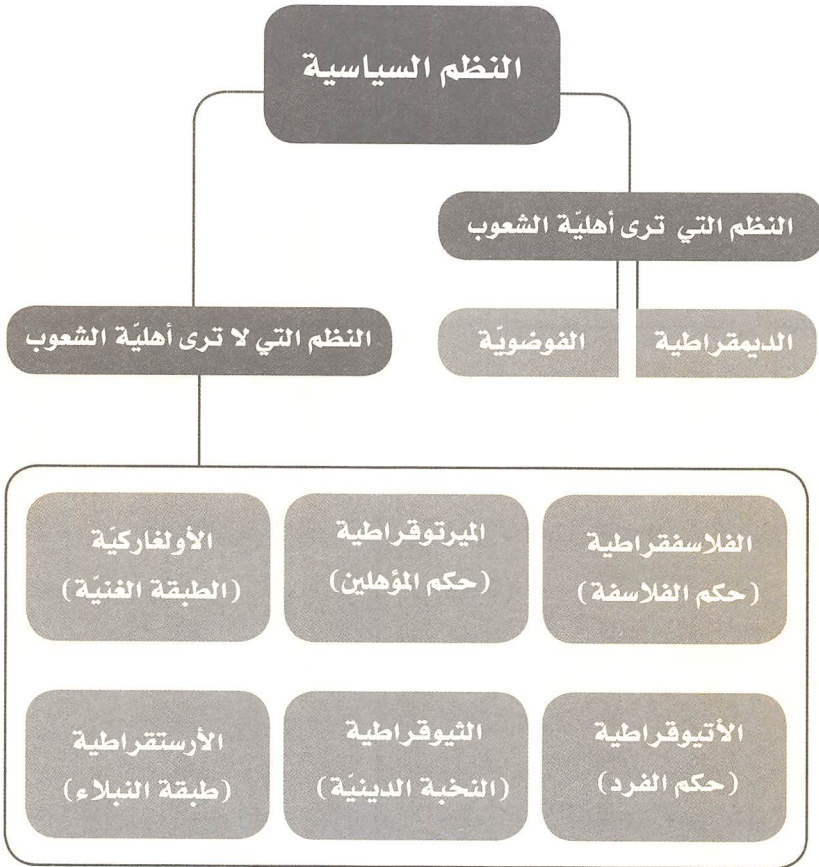 النظم السياسية
النظم التي ترى أهليّة الشعوب
الديمقراطية
الفوضويّة
النظم التي لا ترى أهليّة الشعوب
الفلاسفقراطية
(حكم الفلاسفة)
الميرتوقراطية
(حكم المؤهلين)
الأولغاركيّة
(الطبقة الغنيّة)
الأتيوقراطية
(حكم الفرد)
الثيوقراطية
(النخبة الدينيّة)
الأرستقراطية
(طبقة النبلاء)